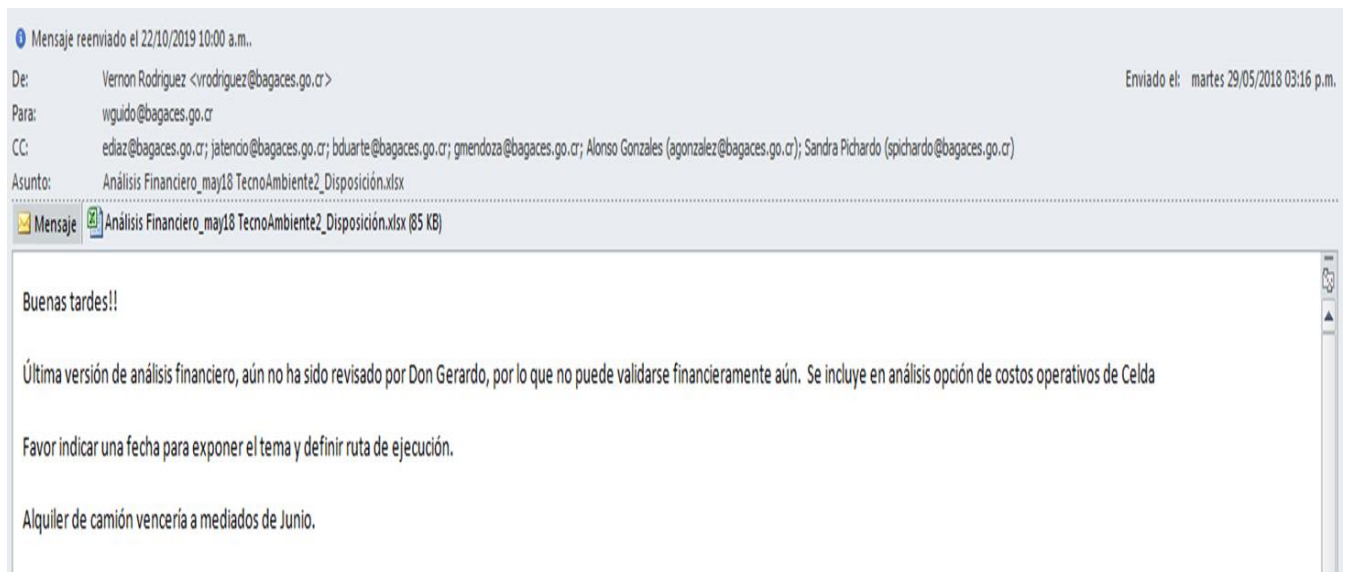 Mensaje reenviado el 22/10/2019 10:00 a.m..
De: Vernon Rodriguez <vrodriguez@bagaces.go.cr> Enviado el: martes 29/05/2018 03:16 p.m.
Para: wguido@bagaces.go.cr
CC: ediaz@bagaces.go.cr; jatencio@bagaces.go.cr; bduarte@bagaces.go.cr; gmendoza@bagaces.go.cr; Alonso Gonzales (agonzalez@bagaces.go.cr); Sandra Pichardo (spichardo@bagaces.go.cr)
Asunto: Análisis Financiero_may18 TecnoAmbiente2_Disposición.xlsx
Mensaje Análisis Financiero_may18 TecnoAmbiente2_Disposición.xlsx (85 KB)
Buenas tardes!!
Última versión de análisis financiero, aún no ha sido revisado por Don Gerardo, por lo que no puede validarse financieramente aún. Se incluye en análisis opción de costos operativos de Celda
Favor indicar una fecha para exponer el tema y definir ruta de ejecución.
Alquiler de camión vencería a mediados de Junio.